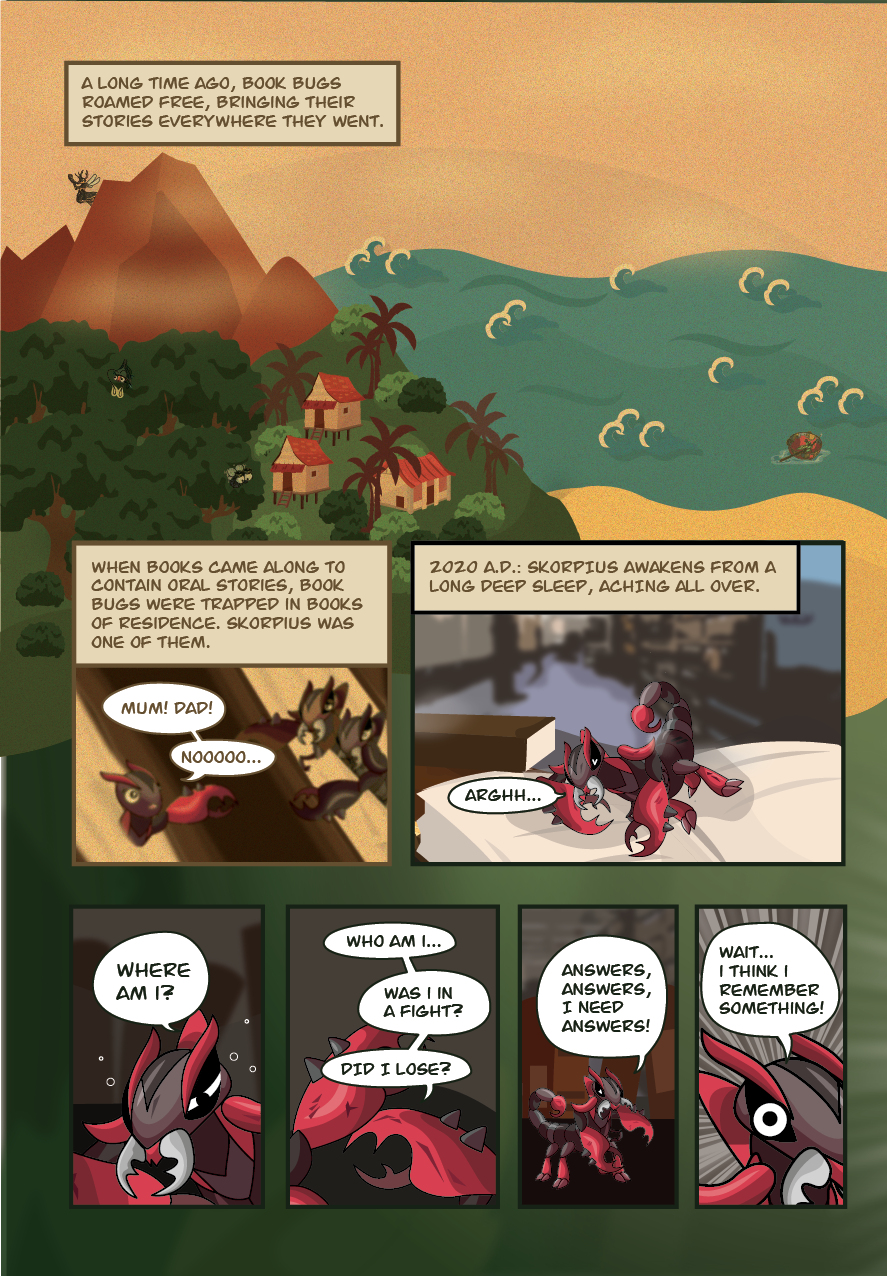 A LONG TIME AGO, BOOK BUGS
ROAMED FREE, BRINGING THEIR
STORIES EVERYWHERE THEY WENT.
WHEN BOOKS CAME ALONG TO
CONTAIN ORAL STORIES, BOOK
BUGS WERE TRAPPED IN BOOKS
OF RESIDENCE. SKORPIUS WAS
ONE OF THEM.
MUM! DAD!
NOOOOO...
2020 A.D.: SKORPIUS AWAKENS FROM A
LONG DEEP SLEEP, ACHING ALL OVER.
ARGHH...
WHERE
AM I?
WHO AM I...
WAS I IN
A FIGHT?
DID I LOSE?
ANSWERS,
ANSWERS,
I NEED
ANSWERS!
WAIT...
I THINK I
REMEMBER
SOMETHING!